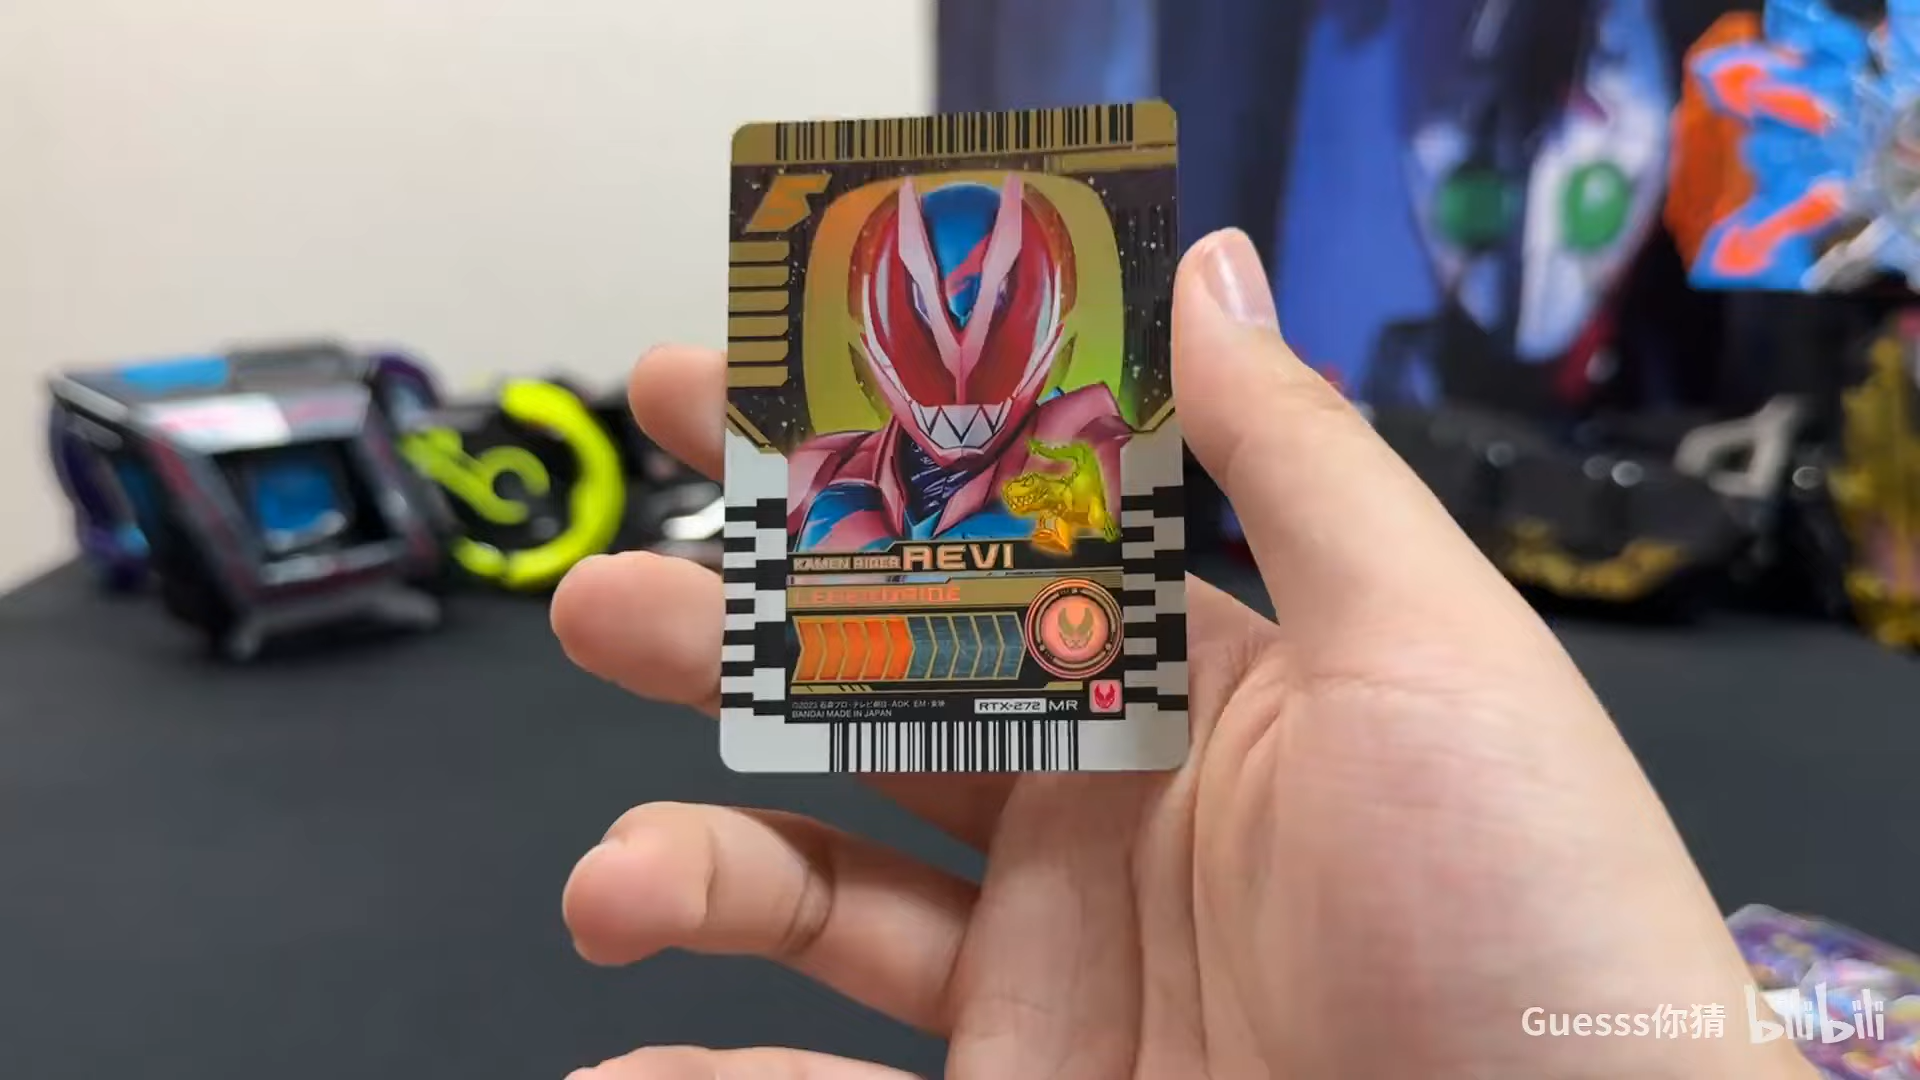 5
KAMEN RIDER REVI
LEGENDRIDE
©2023 石森プロ・テレビ朝日・ADK EM・東映
BANDAI MADE IN JAPAN
RTX-272 MR
Guesss你猜 bilibili